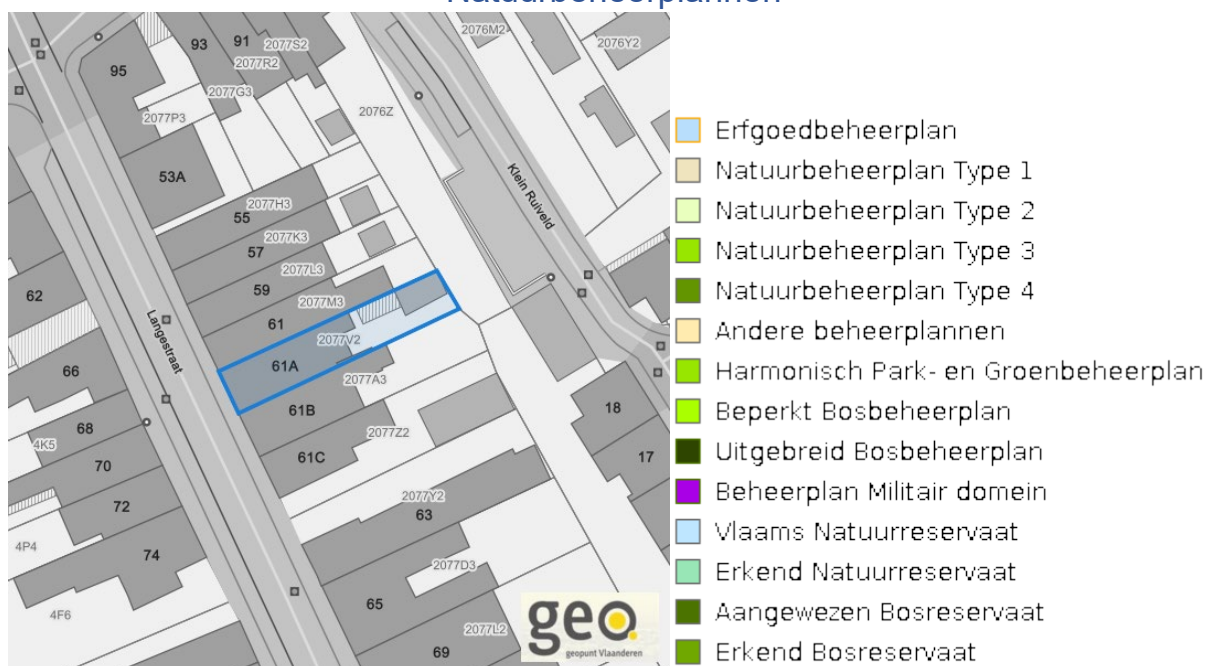 Natuurbeheerplannen
93
91
2077S2
2076M2
2076Y2
95
2077R2
2077G3
2077P3
2076Z
53A
Klein Ruiveld
55
2077H3
57
2077K3
59
2077L3
62
61
2077M3
Langestraat
2077V2
61A
66
2077A3
61B
18
68
2077Z2
4K5
70
61C
17
72
2077Y2
63
4P4
74
2077D3
65
4F6
2077L2
69
geo
geopunt Vlaanderen
Erfgoedbeheerplan
Natuurbeheerplan Type 1
Natuurbeheerplan Type 2
Natuurbeheerplan Type 3
Natuurbeheerplan Type 4
Andere beheerplannen
Harmonisch Park- en Groenbeheerplan
Beperkt Bosbeheerplan
Uitgebreid Bosbeheerplan
Beheerplan Militair domein
Vlaams Natuurreservaat
Erkend Natuurreservaat
Aangewezen Bosreservaat
Erkend Bosreservaat